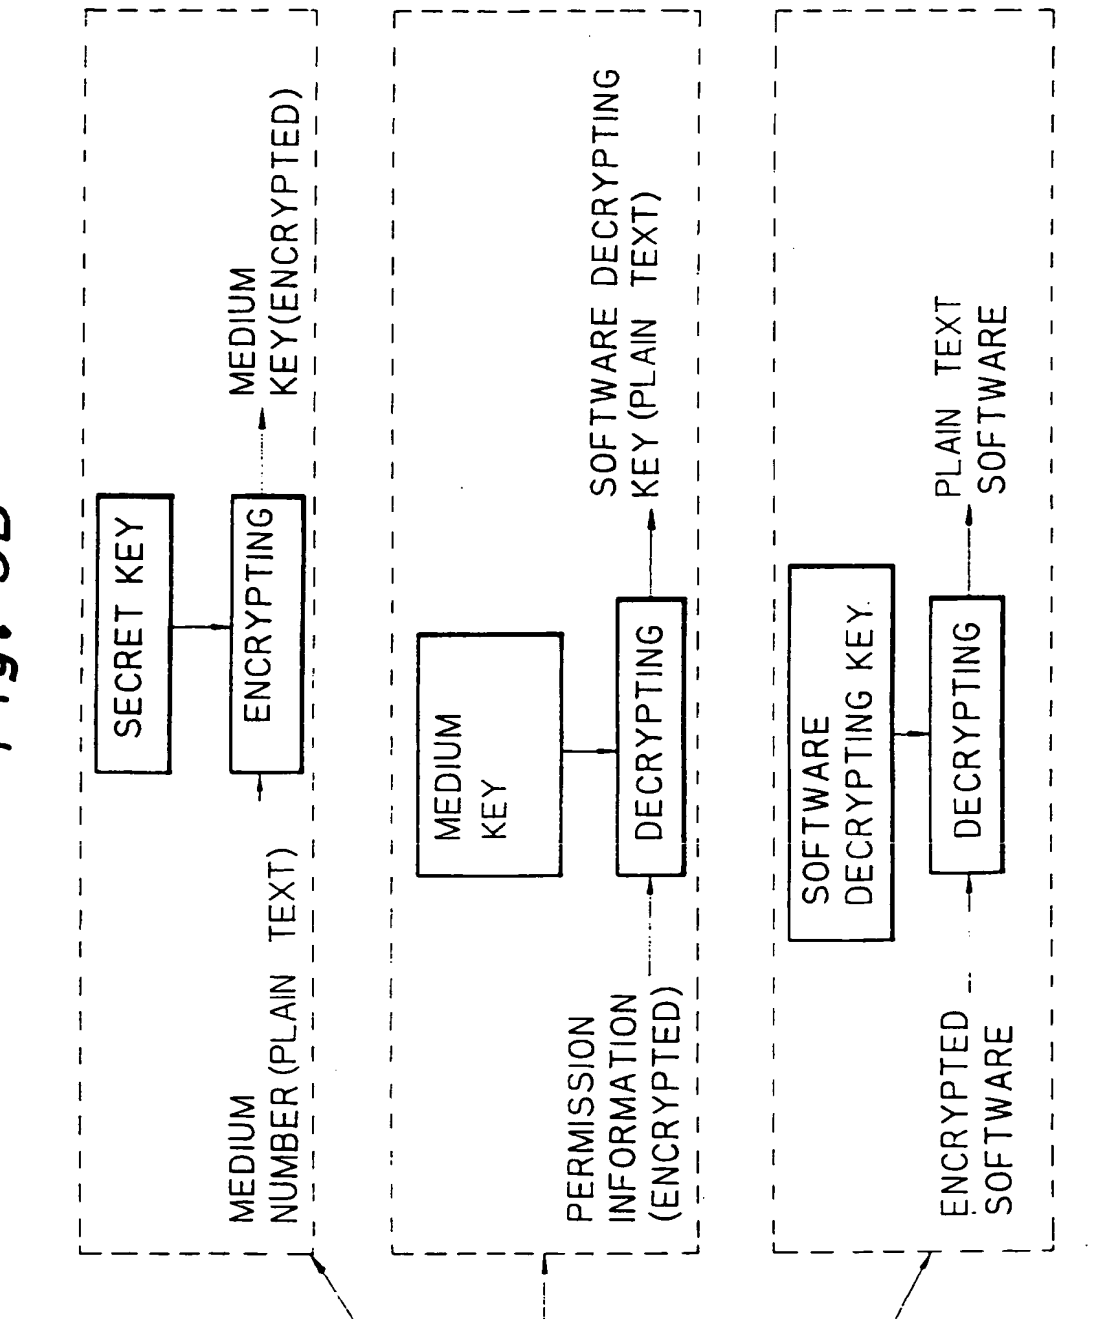 SECRET KEY
MEDIUM
NUMBER (PLAIN TEXT)
ENCRYPTING
MEDIUM
KEY (ENCRYPTED)
MEDIUM
KEY
PERMISSION
INFORMATION
(ENCRYPTED)
DECRYPTING
SOFTWARE DECRYPTING
KEY (PLAIN TEXT)
SOFTWARE
DECRYPTING KEY.
ENCRYPTED
SOFTWARE
DECRYPTING
PLAIN TEXT
SOFTWARE